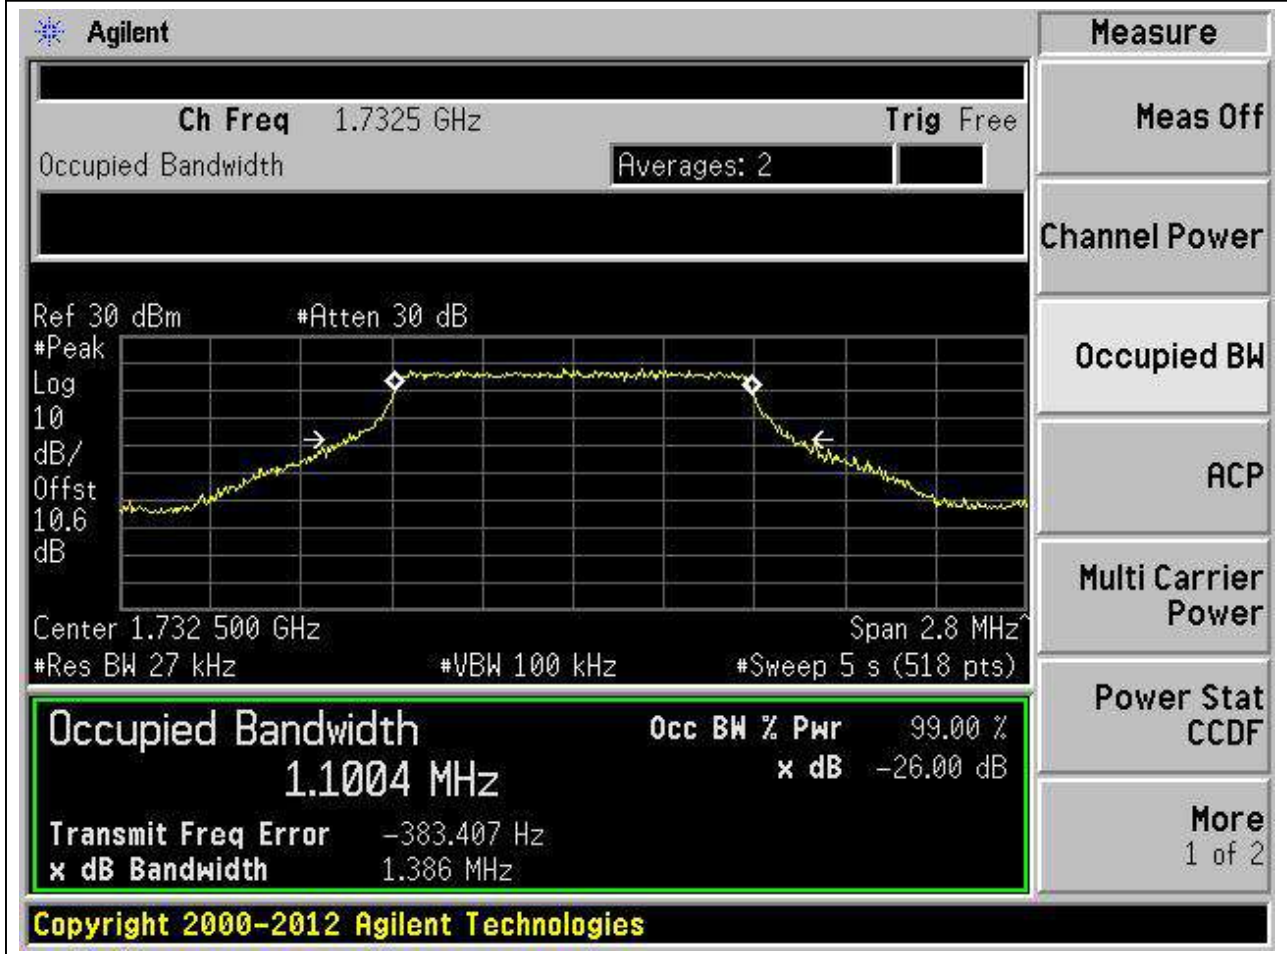 Agilent
Measure
Ch Freq 1.7325 GHz Trig Free
Occupied Bandwidth Averages: 2
Ref 30 dBm #Atten 30 dB
#Peak
Log
10
dB/
Offst
10.6
dB
Center 1.732 500 GHz Span 2.8 MHz^
#Res BW 27 kHz #VBW 100 kHz #Sweep 5 s (518 pts)
Occupied Bandwidth Occ BW % Pwr 99.00 %
1.1004 MHz x dB -26.00 dB
Transmit Freq Error -383.407 Hz
x dB Bandwidth 1.386 MHz
Copyright 2000-2012 Agilent Technologies
Meas Off
Channel Power
Occupied BW
ACP
Multi Carrier
Power
Power Stat
CCDF
More
1 of 2